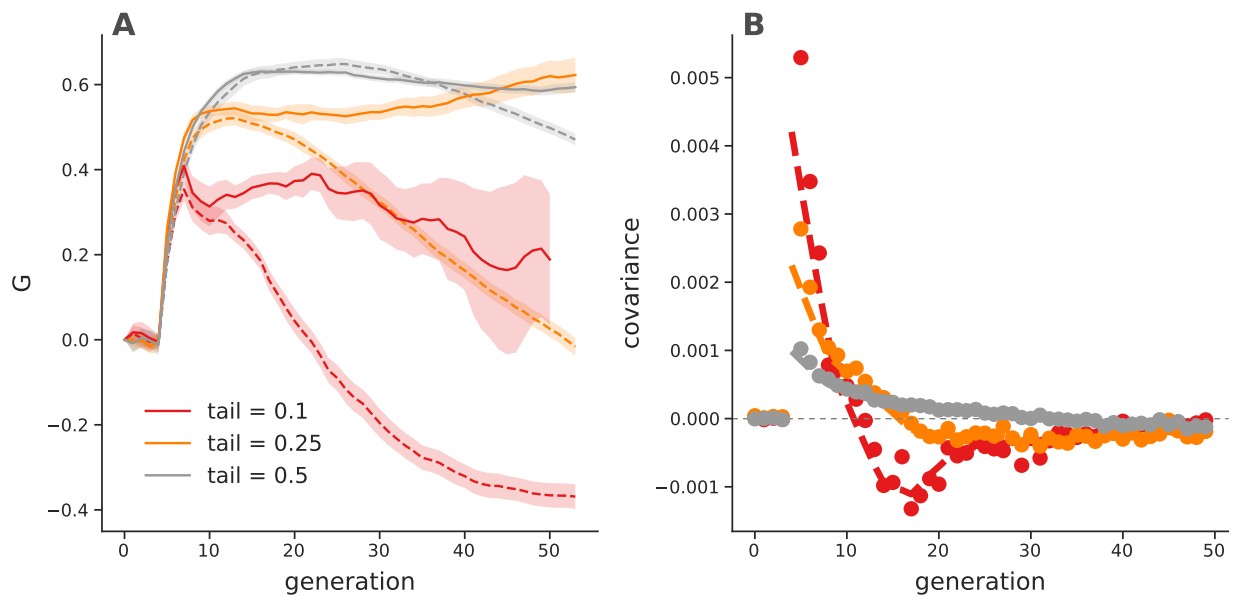 A
G
0.6
0.4
0.2
0.0
−0.2
−0.4
tail = 0.1
tail = 0.25
tail = 0.5
0 10 20 30 40 50
generation
B
covariance
0.005
0.004
0.003
0.002
0.001
0.000
−0.001
0 10 20 30 40 50
generation